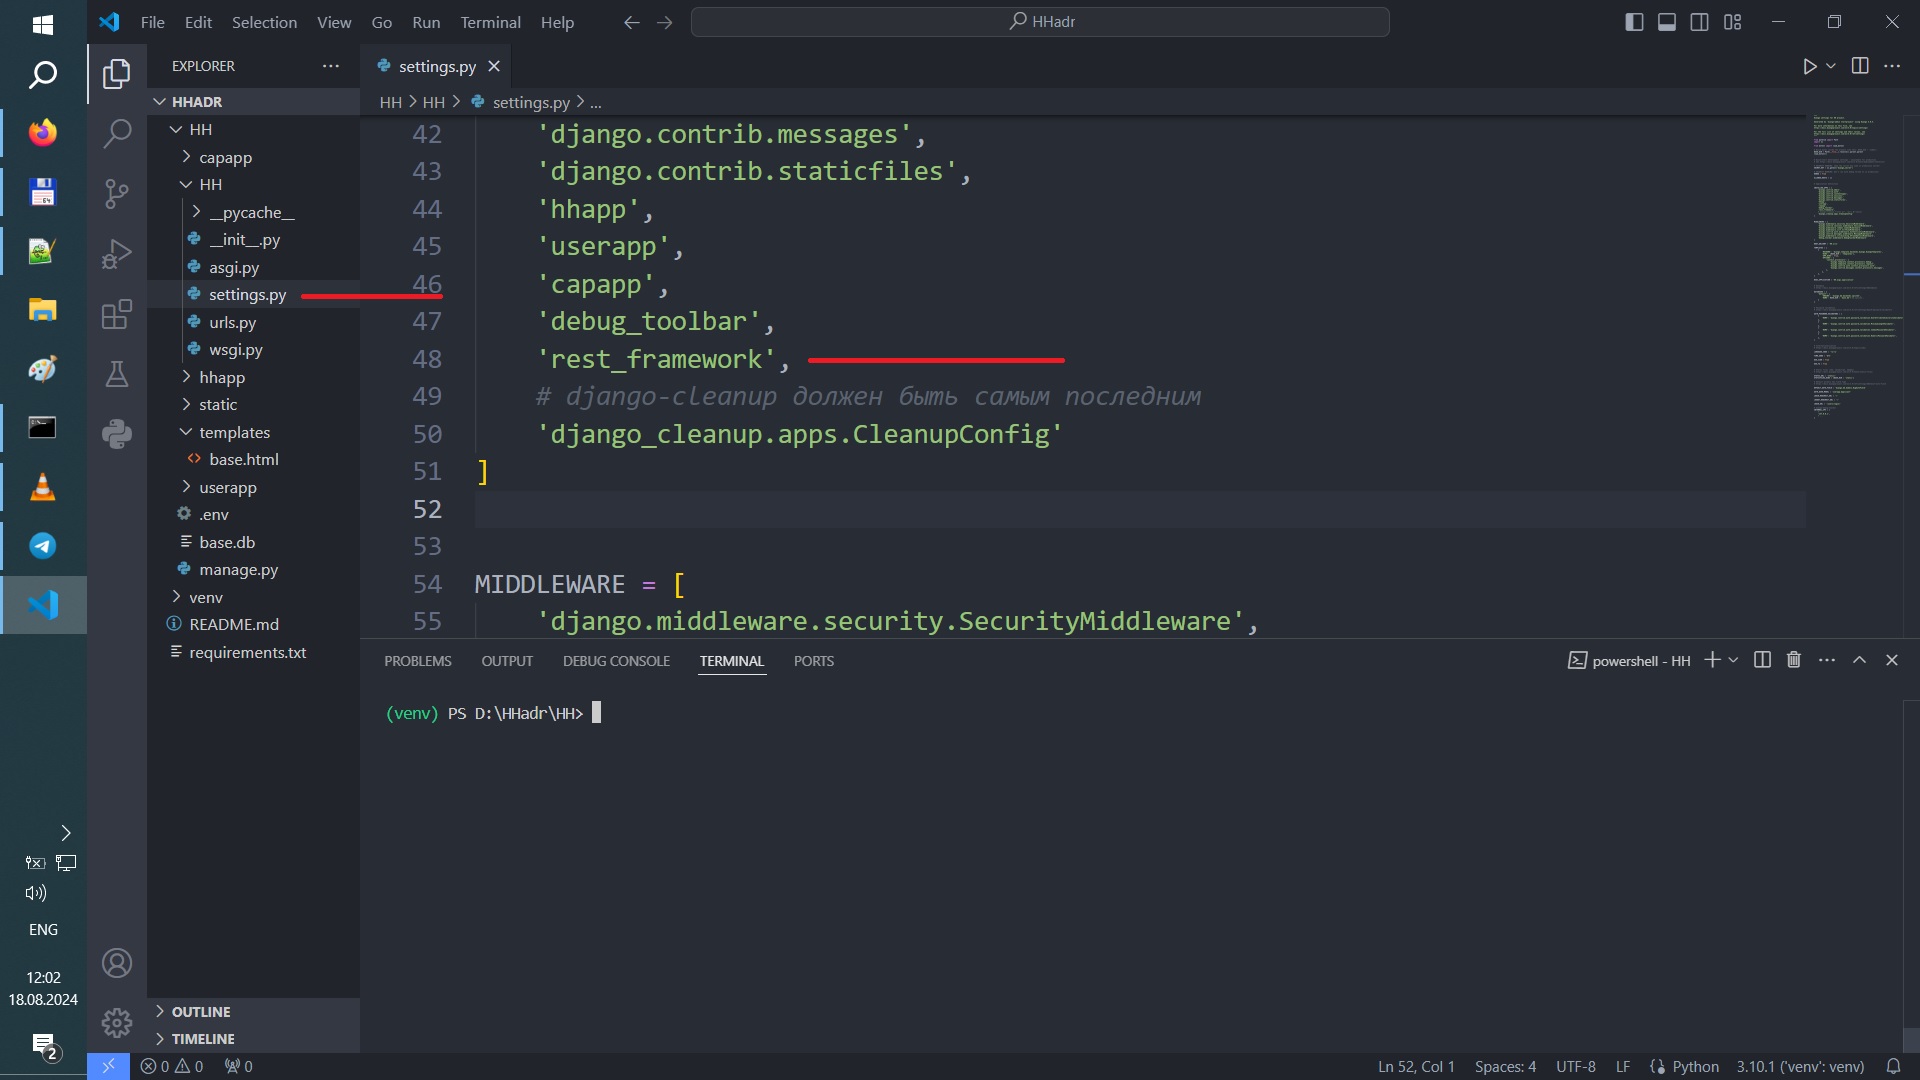 File Edit Selection View Go Run Terminal Help
HHadr
EXPLORER
settings.py
HHADR
HH > HH > settings.py > ...
HH
capapp
HH
__pycache__
__init__.py
asgi.py
settings.py
urls.py
wsgi.py
hhapp
static
templates
base.html
userapp
.env
base.db
manage.py
venv
README.md
requirements.txt
OUTLINE
TIMELINE
42 'django.contrib.messages',
43 'django.contrib.staticfiles',
44 'hhapp',
45 'userapp',
46 'capapp',
47 'debug_toolbar',
48 'rest_framework',
49 # django-cleanup должен быть самым последним
50 'django_cleanup.apps.CleanupConfig'
51 ]
52
53
54 MIDDLEWARE = [
55 'django.middleware.security.SecurityMiddleware',
PROBLEMS OUTPUT DEBUG CONSOLE TERMINAL PORTS
powershell - HH
(venv) PS D:\HHadr\HH>
64
ENG
12:02
18.08.2024
2
0 0 0
Ln 52, Col 1 Spaces: 4 UTF-8 LF Python 3.10.1 ('venv': venv)